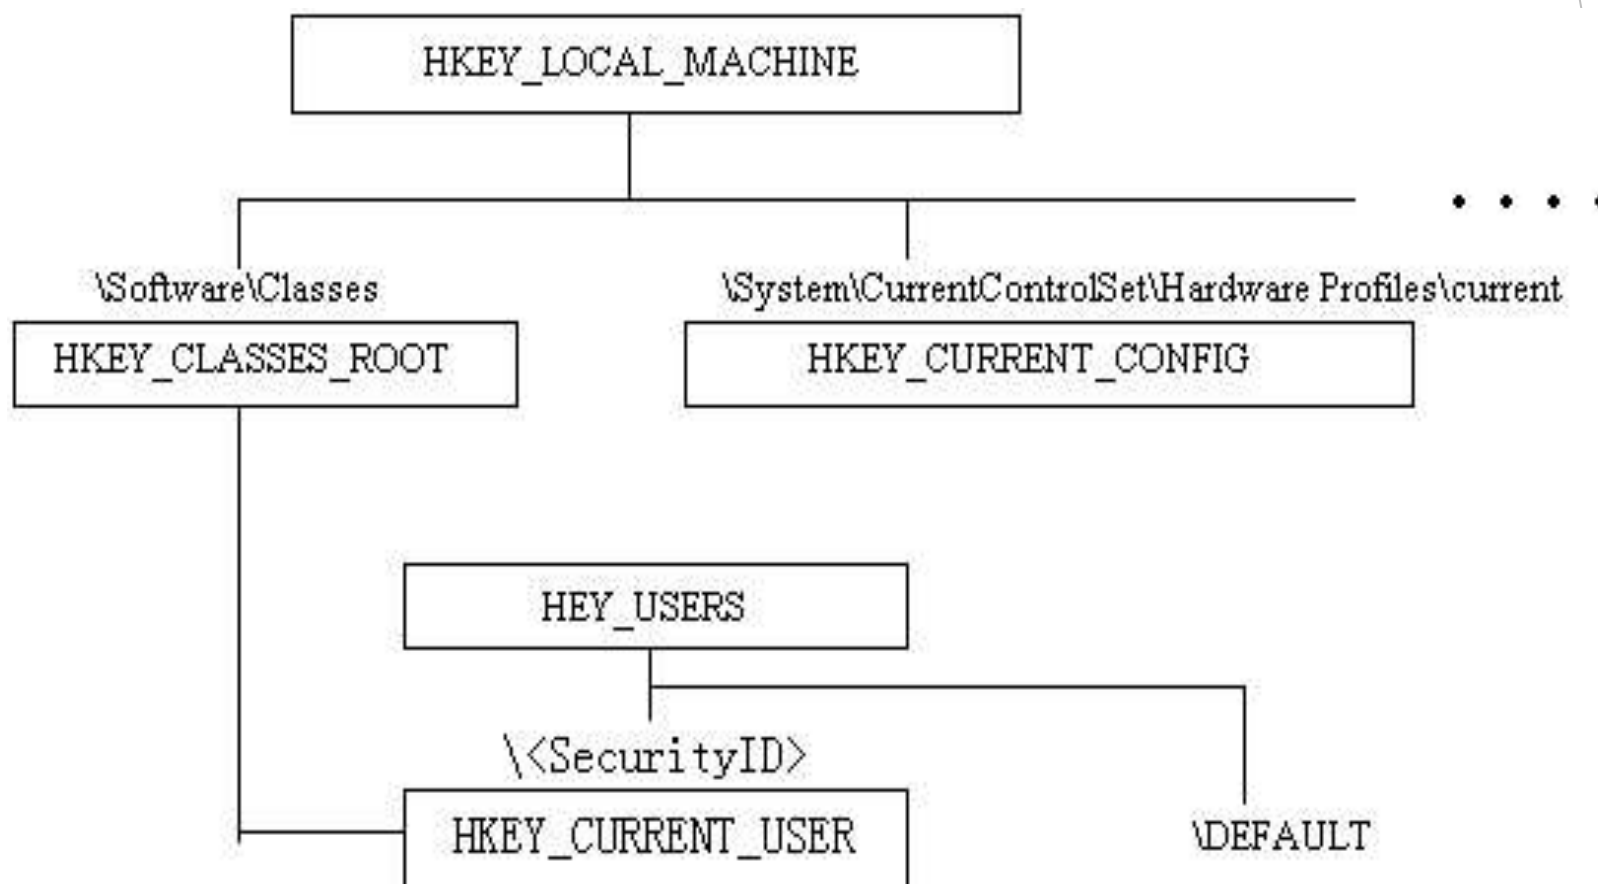 HKEY_LOCAL_MACHINE
\Software\Classes
\System\CurrentControlSet\Hardware Profiles\current
HKEY_CLASSES_ROOT
HKEY_CURRENT_CONFIG
HEY_USERS
\<SecurityID>
HKEY_CURRENT_USER
\DEFAULT